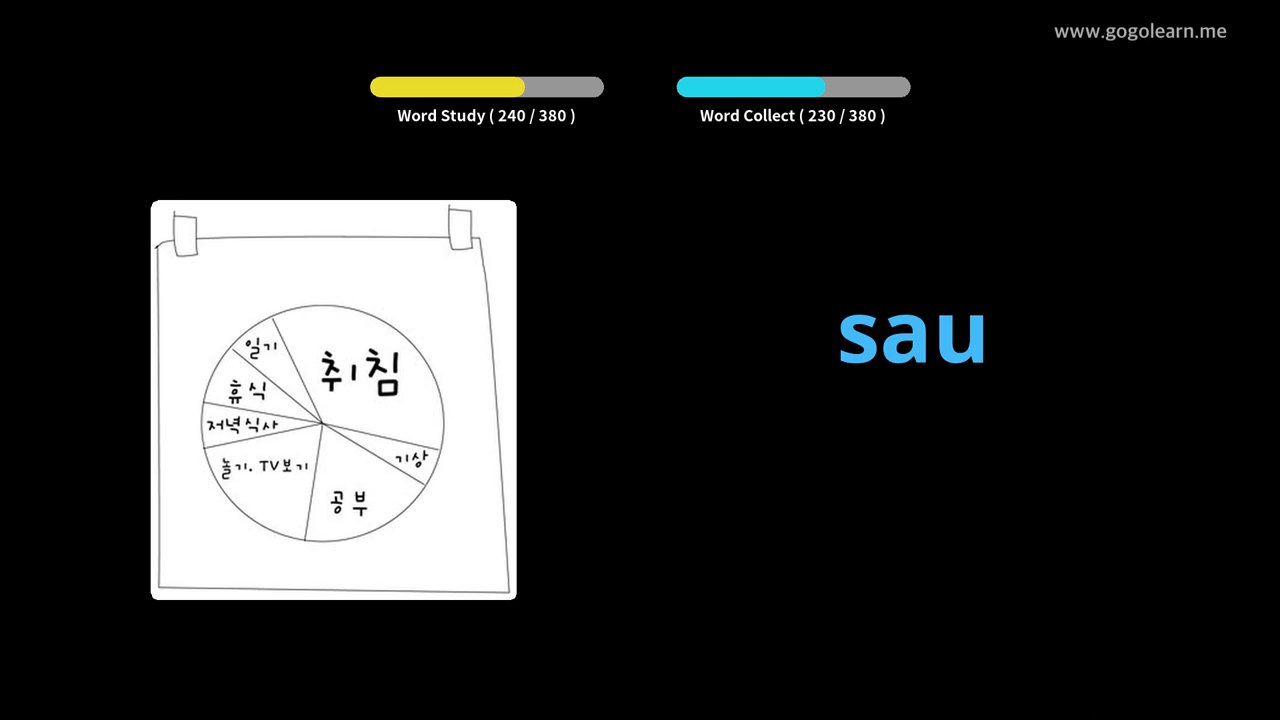 www.gogolearn.me
Word Study ( 240 / 380 )
Word Collect ( 230 / 380 )
일기
취침
휴식
저녁식사
놀기. TV보기
기상
공부
sau